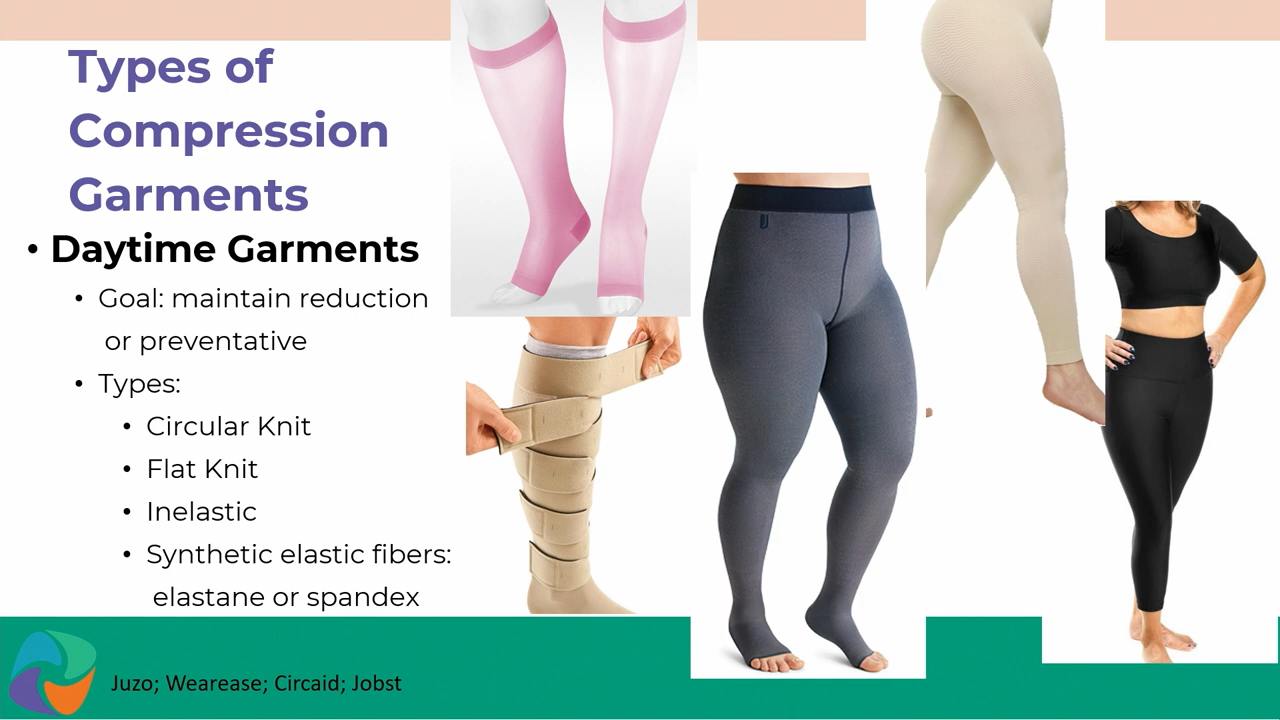 Types of
Compression
Garments
• Daytime Garments
• Goal: maintain reduction
or preventative
• Types:
• Circular Knit
• Flat Knit
• Inelastic
• Synthetic elastic fibers:
elastane or spandex
Juzo; Wearease; Circaid; Jobst